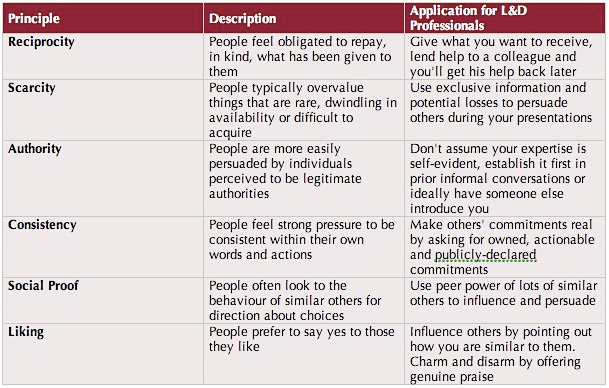 Principle
Description
Application for L&D
Professionals
Reciprocity
People feel obligated to repay,
in kind, what has been given to
them
Give what you want to receive,
lend help to a colleague and
you'll get his help back later
Scarcity
People typically overvalue
things that are rare, dwindling in
availability or difficult to
acquire
Use exclusive information and
potential losses to persuade
others during your presentations
Authority
People are more easily
persuaded by individuals
perceived to be legitimate
authorities
Don't assume your expertise is
self-evident, establish it first in
prior informal conversations or
ideally have someone else
introduce you
Consistency
People feel strong pressure to be
consistent within their own
words and actions
Make others' commitments real
by asking for owned, actionable
and publicly-declared
commitments
Social Proof
People often look to the
behaviour of similar others for
direction about choices
Use peer power of lots of similar
others to influence and persuade
Liking
People prefer to say yes to those
they like
Influence others by pointing out
how you are similar to them.
Charm and disarm by offering
genuine praise